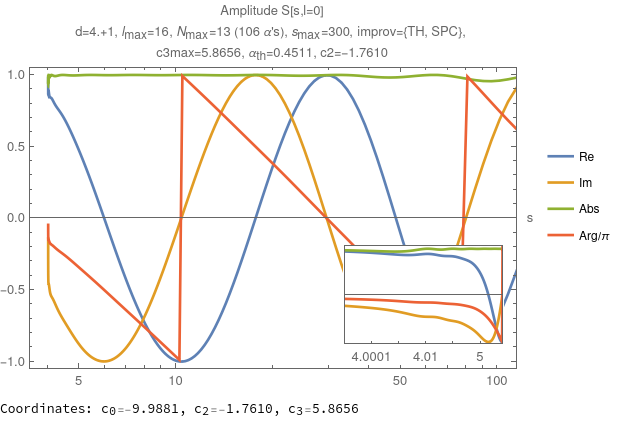 Amplitude S[s,l=0]
d=4.+1, lmax=16, Nmax=13 (106 α's), smax=300, improv={TH, SPC},
c3max=5.8656, αth=0.4511, c2=-1.7610
1.0
0.5
0.0
-0.5
-1.0
s
Re
Im
Abs
Arg/π
4.0001 4.01 5
5 10 50 100
Coordinates: c0=-9.9881, c2=-1.7610, c3=5.8656